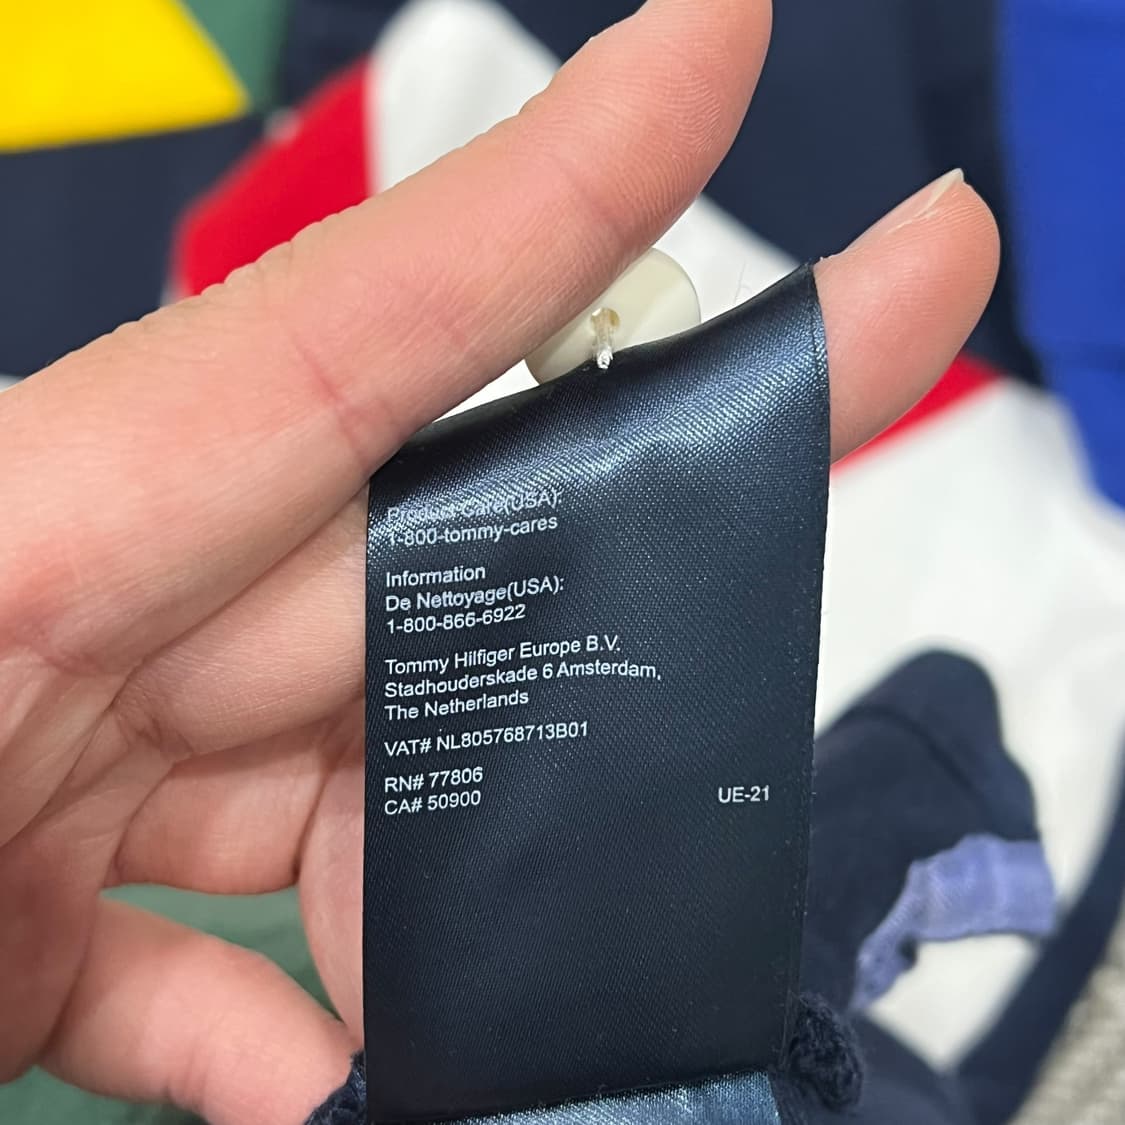 Product Care(USA):
1-800-tommy-cares
Information
De Nettoyage(USA):
1-800-866-6922
Tommy Hilfiger Europe B.V.
Stadhouderskade 6 Amsterdam,
The Netherlands
VAT# NL805768713B01
RN# 77806
CA# 50900
UE-21